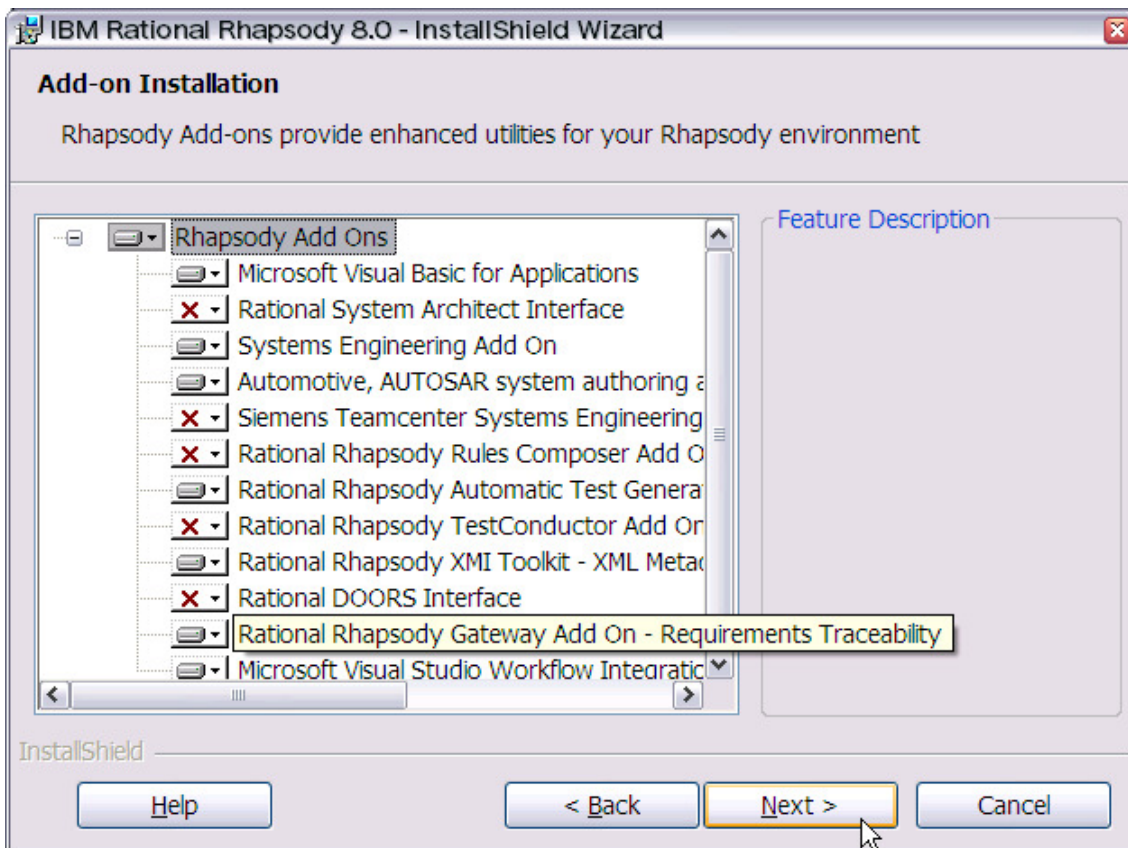 IBM Rational Rhapsody 8.0 - InstallShield Wizard
Add-on Installation
Rhapsody Add-ons provide enhanced utilities for your Rhapsody environment
Rhapsody Add Ons
Microsoft Visual Basic for Applications
Rational System Architect Interface
Systems Engineering Add On
Automotive, AUTOSAR system authoring a
Siemens Teamcenter Systems Engineering
Rational Rhapsody Rules Composer Add O
Rational Rhapsody Automatic Test Genera
Rational Rhapsody TestConductor Add On
Rational Rhapsody XMI Toolkit - XML Metad
Rational DOORS Interface
Rational Rhapsody Gateway Add On - Requirements Traceability
Microsoft Visual Studio Workflow Integratio
Feature Description
InstallShield
Help
< Back
Next >
Cancel